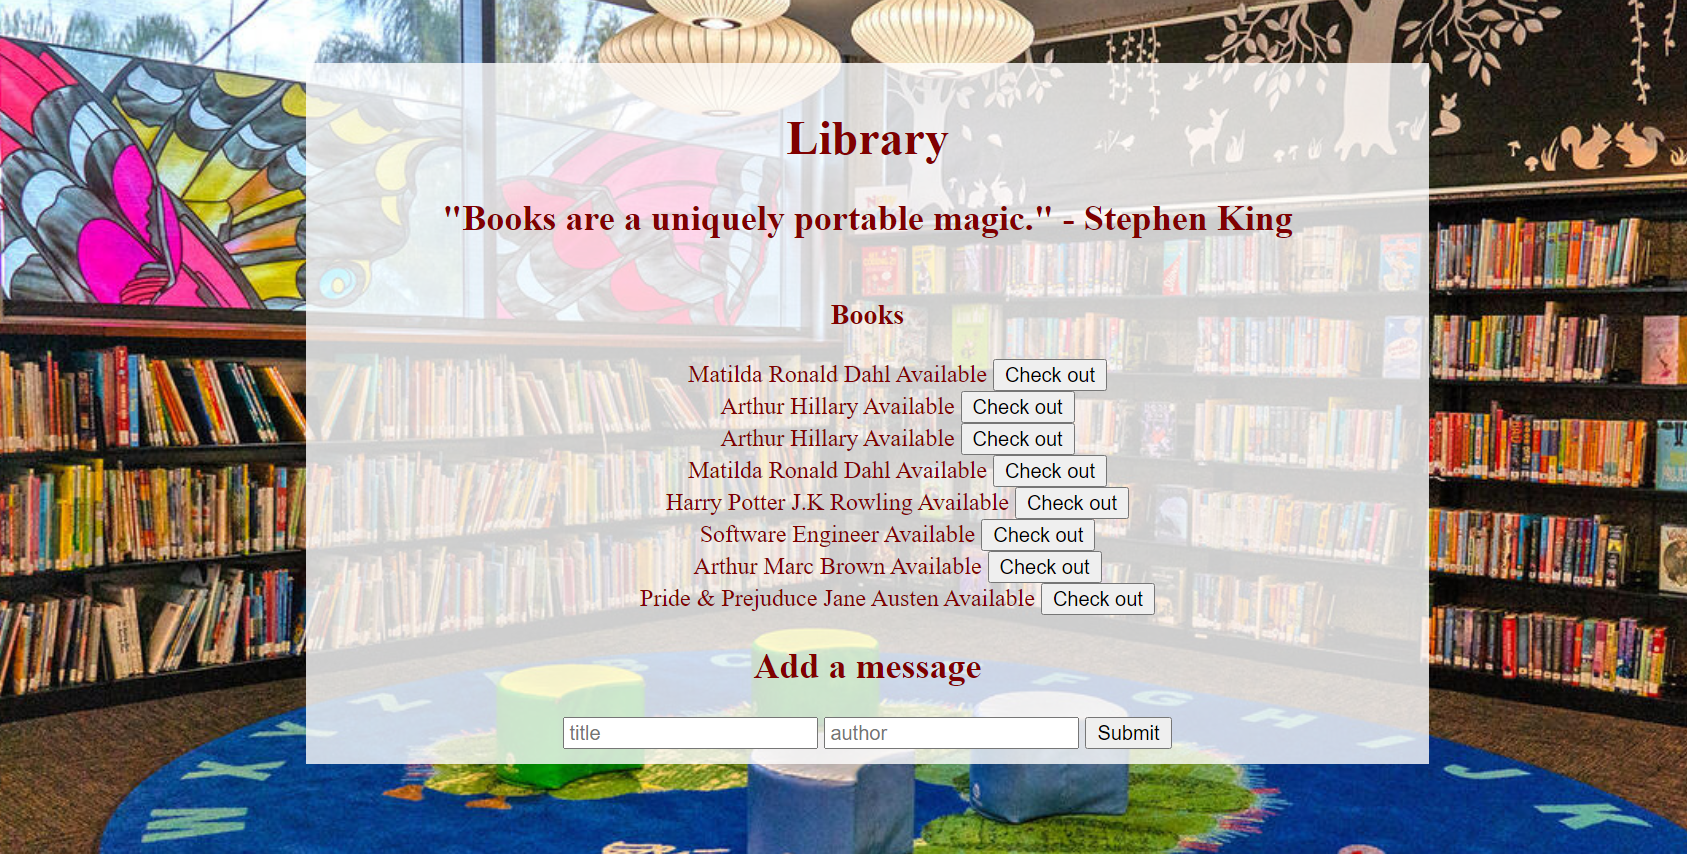 Library
"Books are a uniquely portable magic." - Stephen King
Books
Matilda Ronald Dahl Available Check out
Arthur Hillary Available Check out
Arthur Hillary Available Check out
Matilda Ronald Dahl Available Check out
Harry Potter J.K Rowling Available Check out
Software Engineer Available Check out
Arthur Marc Brown Available Check out
Pride & Prejuduce Jane Austen Available Check out
Add a message
title author Submit
C
F G H I
J
K
W X Y Z